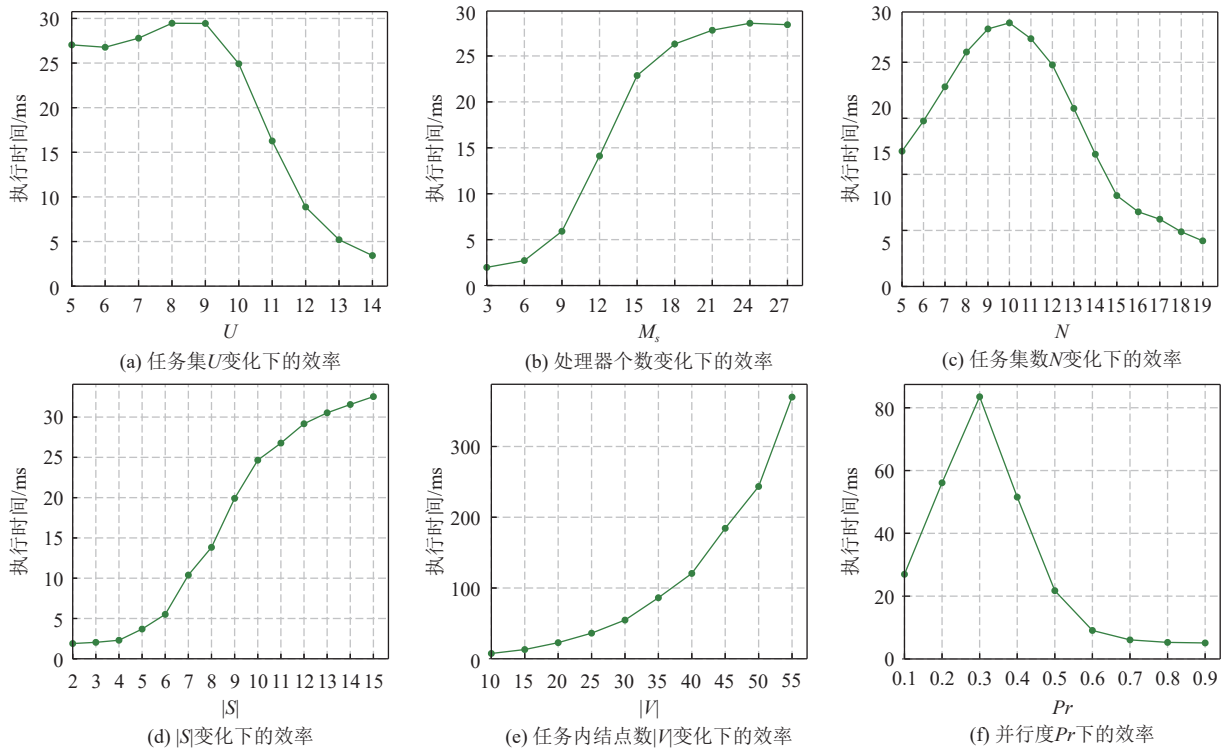 30
25
20
15
10
5
0
执行时间/ms
5 6 7 8 9 10 11 12 13 14
U
(a) 任务集U变化下的效率
30
25
20
15
10
5
0
执行时间/ms
3 6 9 12 15 18 21 24 27
Ms
(b) 处理器个数变化下的效率
30
25
20
15
10
5
0
执行时间/ms
5 6 7 8 9 10 11 12 13 14 15 16 17 18 19
N
(c) 任务集数N变化下的效率
30
25
20
15
10
5
0
执行时间/ms
2 3 4 5 6 7 8 9 10 11 12 13 14 15
|S|
(d) |S|变化下的效率
300
200
100
0
执行时间/ms
10 15 20 25 30 35 40 45 50 55
|V|
(e) 任务内结点数|V|变化下的效率
80
60
40
20
0
执行时间/ms
0.1 0.2 0.3 0.4 0.5 0.6 0.7 0.8 0.9
Pr
(f) 并行度Pr下的效率